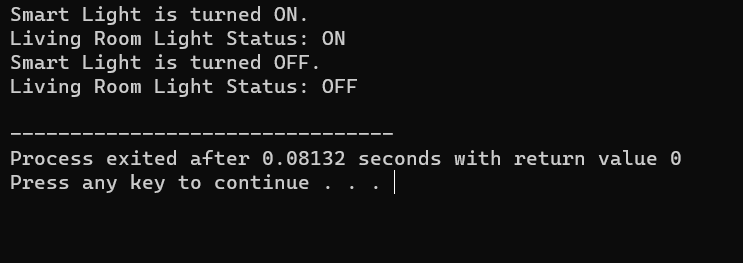 Smart Light is turned ON.
Living Room Light Status: ON
Smart Light is turned OFF.
Living Room Light Status: OFF
--------------------------------
Process exited after 0.08132 seconds with return value 0
Press any key to continue . . .